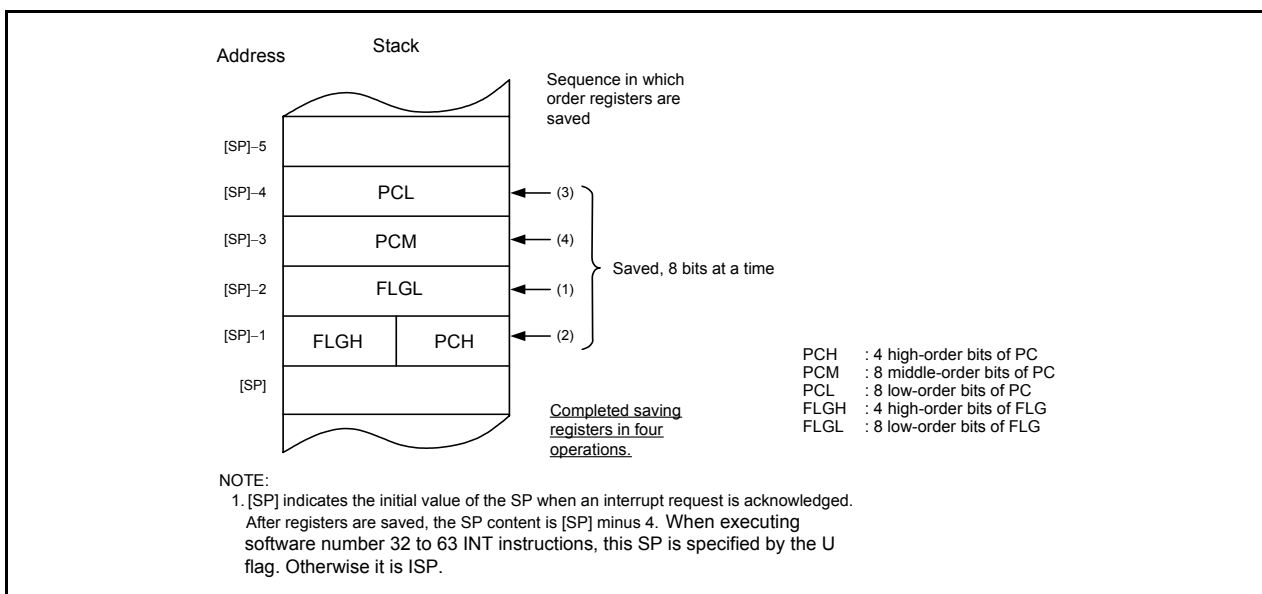 Address
Stack
Sequence in which
order registers are
saved
[SP]−5
[SP]−4
PCL
(3)
[SP]−3
PCM
(4)
Saved, 8 bits at a time
[SP]−2
FLGL
(1)
[SP]−1
FLGH
PCH
(2)
[SP]
PCH : 4 high-order bits of PC
PCM : 8 middle-order bits of PC
PCL : 8 low-order bits of PC
FLGH : 4 high-order bits of FLG
FLGL : 8 low-order bits of FLG
Completed saving
registers in four
operations.
NOTE:
1. [SP] indicates the initial value of the SP when an interrupt request is acknowledged.
After registers are saved, the SP content is [SP] minus 4. When executing
software number 32 to 63 INT instructions, this SP is specified by the U
flag. Otherwise it is ISP.